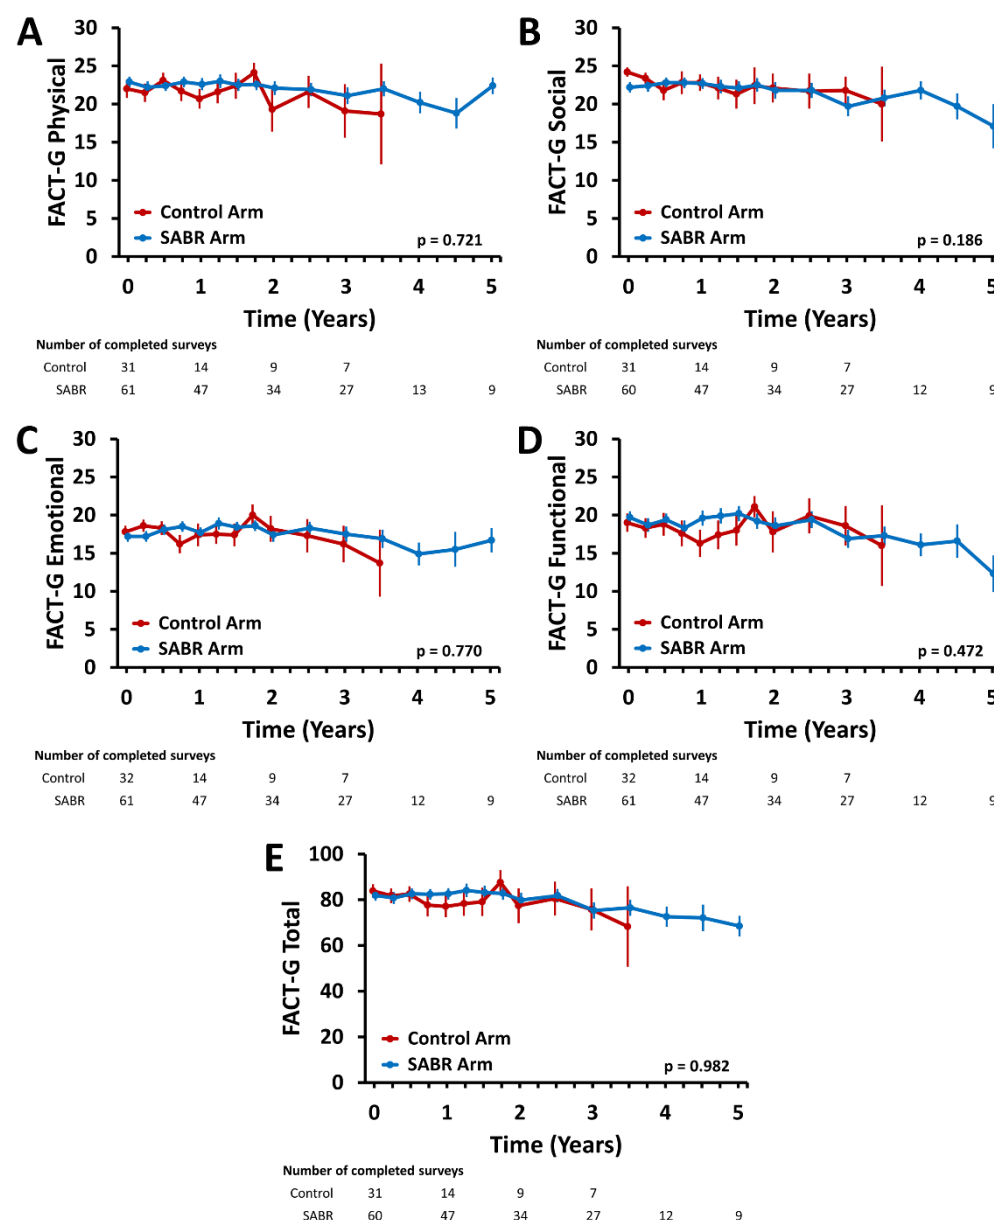 A
FACT-G Physical
30
25
20
15
10
5
0
Control Arm
SABR Arm
p = 0.721
0 1 2 3 4 5
Time (Years)
Number of completed surveys
Control 31 14 9 7
SABR 61 47 34 27 13 9
B
FACT-G Social
30
25
20
15
10
5
0
Control Arm
SABR Arm
p = 0.186
0 1 2 3 4 5
Time (Years)
Number of completed surveys
Control 31 14 9 7
SABR 60 47 34 27 12 9
C
FACT-G Emotional
30
25
20
15
10
5
0
Control Arm
SABR Arm
p = 0.770
0 1 2 3 4 5
Time (Years)
Number of completed surveys
Control 32 14 9 7
SABR 61 47 34 27 12 9
D
FACT-G Functional
30
25
20
15
10
5
0
Control Arm
SABR Arm
p = 0.472
0 1 2 3 4 5
Time (Years)
Number of completed surveys
Control 32 14 9 7
SABR 61 47 34 27 12 9
E
FACT-G Total
100
80
60
40
20
0
Control Arm
SABR Arm
p = 0.982
0 1 2 3 4 5
Time (Years)
Number of completed surveys
Control 31 14 9 7
SABR 60 47 34 27 12 9